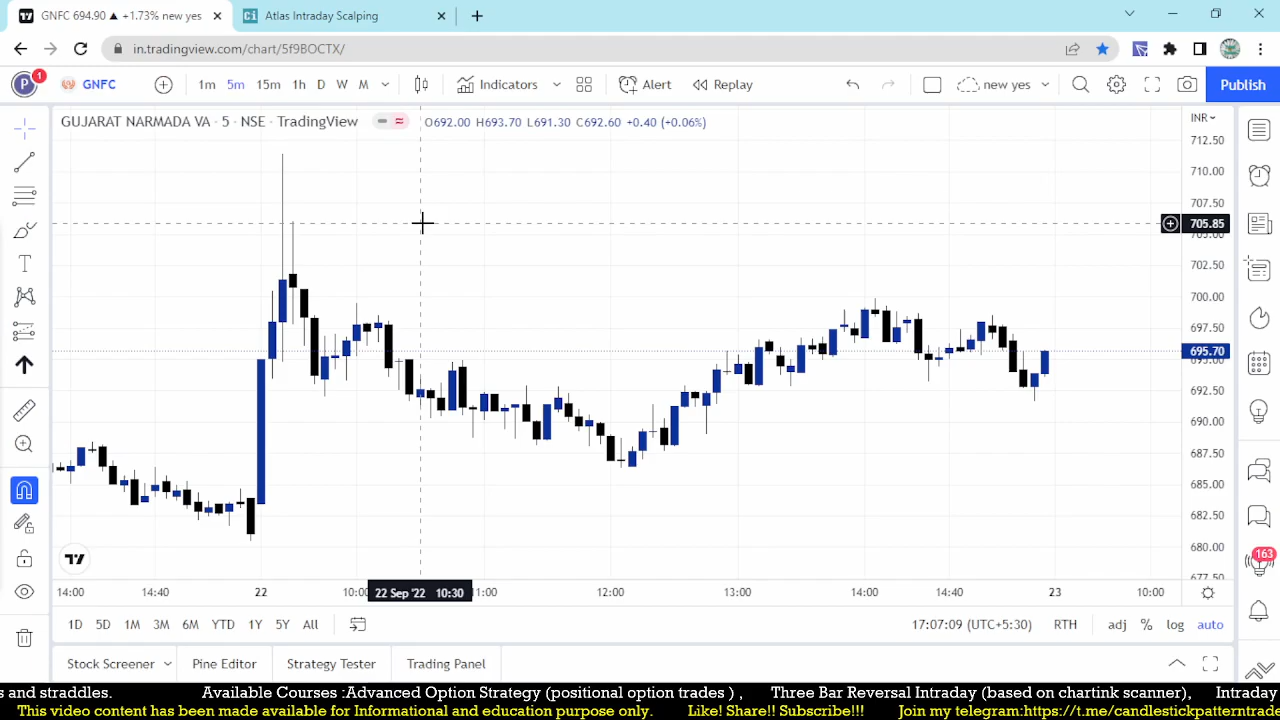 GNFC 694.90 ▲ +1.73% new yes
Atlas Intraday Scalping
in.tradingview.com/chart/5f9BOCTX/
P 1 GNFC 1m 5m 15m 1h D W M Indicators Alert Replay new yes Publish
GUJARAT NARMADA VA · 5 · NSE · TradingView O692.00 H693.70 L691.30 C692.60 +0.40 (+0.06%)
INR
712.50
710.00
707.50
705.85
705.00
702.50
700.00
697.50
695.70
695.00
692.50
690.00
687.50
685.00
682.50
680.00
677.50
163
14:00 14:40 22 10:00 22 Sep '22 10:30 11:00 12:00 13:00 14:00 14:40 23 10:00
1D 5D 1M 3M 6M YTD 1Y 5Y All 17:07:09 (UTC+5:30) RTH adj % log auto
Stock Screener Pine Editor Strategy Tester Trading Panel
s and straddles. Available Courses :Advanced Option Strategy (positional option trades ) , Three Bar Reversal Intraday (based on chartink scanner), Intraday
This video content has been made available for Informational and education purpose only. Like! Share!! Subscribe!!! Join my telegram:https://t.me/candlestickpatterntrade